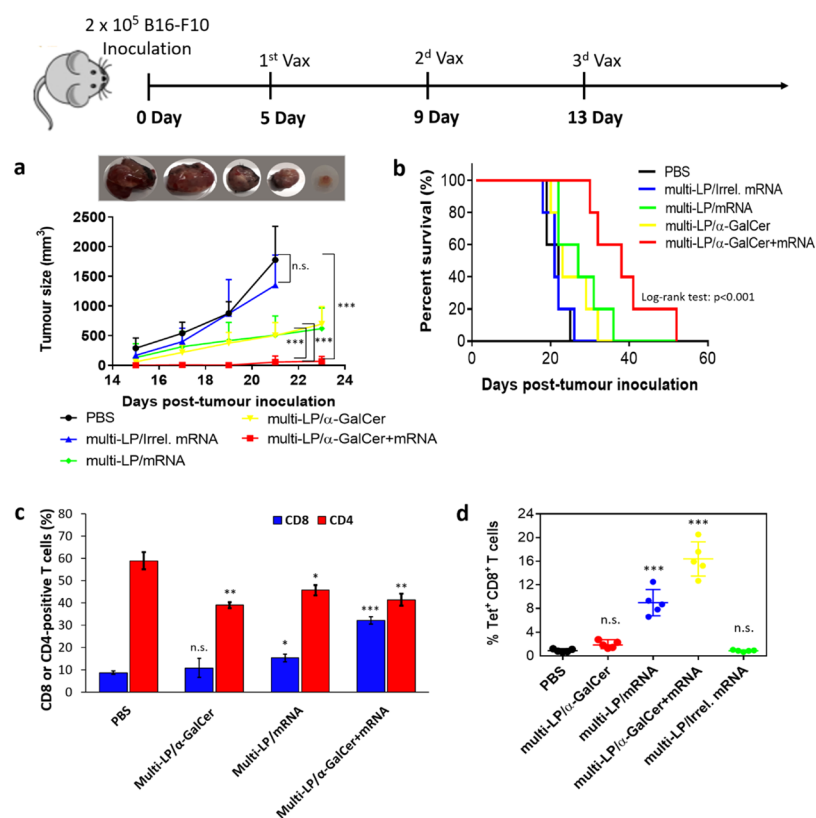 2 x 10⁵ B16-F10
Inoculation
1ˢᵗ Vax
2ᵈ Vax
3ᵈ Vax
0 Day
5 Day
9 Day
13 Day
a
2500
2000
1500
1000
500
0
Tumour size (mm³)
n.s.
***
***
***
14
16
18
20
22
24
Days post-tumour inoculation
PBS
multi-LP/Irrel. mRNA
multi-LP/mRNA
multi-LP/α-GalCer
multi-LP/α-GalCer+mRNA
b
100
80
60
40
20
0
Percent survival (%)
PBS
multi-LP/Irrel. mRNA
multi-LP/mRNA
multi-LP/α-GalCer
multi-LP/α-GalCer+mRNA
Log-rank test: p<0.001
0
20
40
60
Days post-tumour inoculation
c
80
70
60
50
40
30
20
10
0
CD8 or CD4-positive T cells (%)
CD8
CD4
n.s.
**
*
*
***
**
PBS
Multi-LP/α-GalCer
Multi-LP/mRNA
Multi-LP/α-GalCer+mRNA
d
24
20
16
12
8
4
0
% Tet⁺ CD8⁺ T cells
n.s.
***
***
n.s.
PBS
multi-LP/α-GalCer
multi-LP/mRNA
multi-LP/α-GalCer+mRNA
multi-LP/Irrel. mRNA